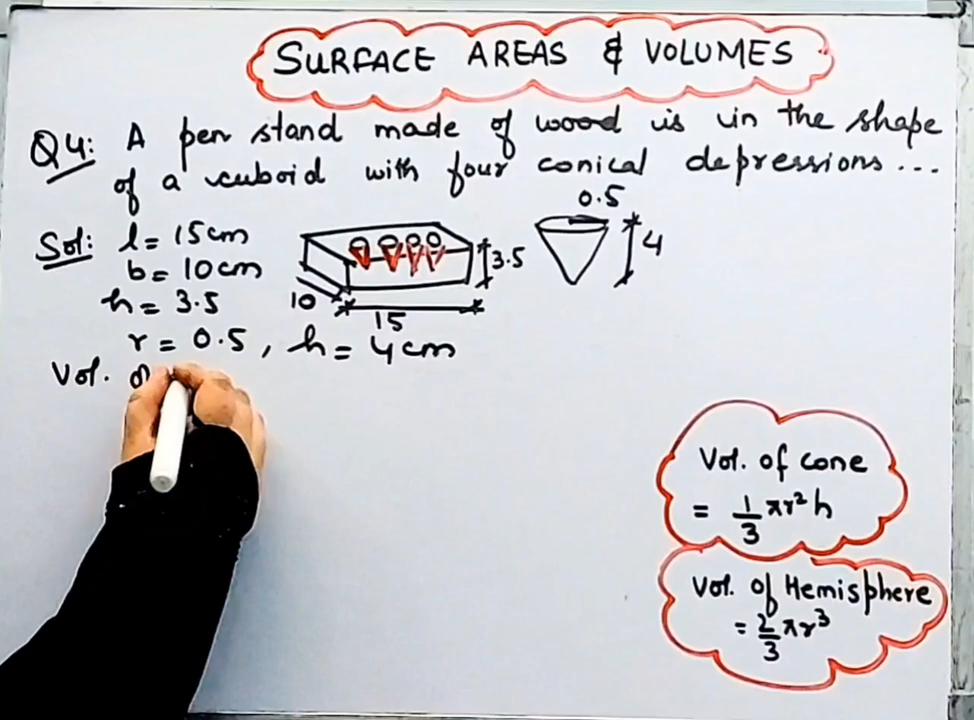 SURFACE AREAS & VOLUMES
Q4: A pen stand made of wood is in the shape
of a cuboid with four conical depressions...
Sol: l = 15cm
b = 10cm
h = 3.5
r = 0.5, h = 4cm
Vol. of
3.5
10
15
0.5
4
Vol. of cone
= 1/3 πr²h
Vol. of Hemisphere
= 2/3 πr³